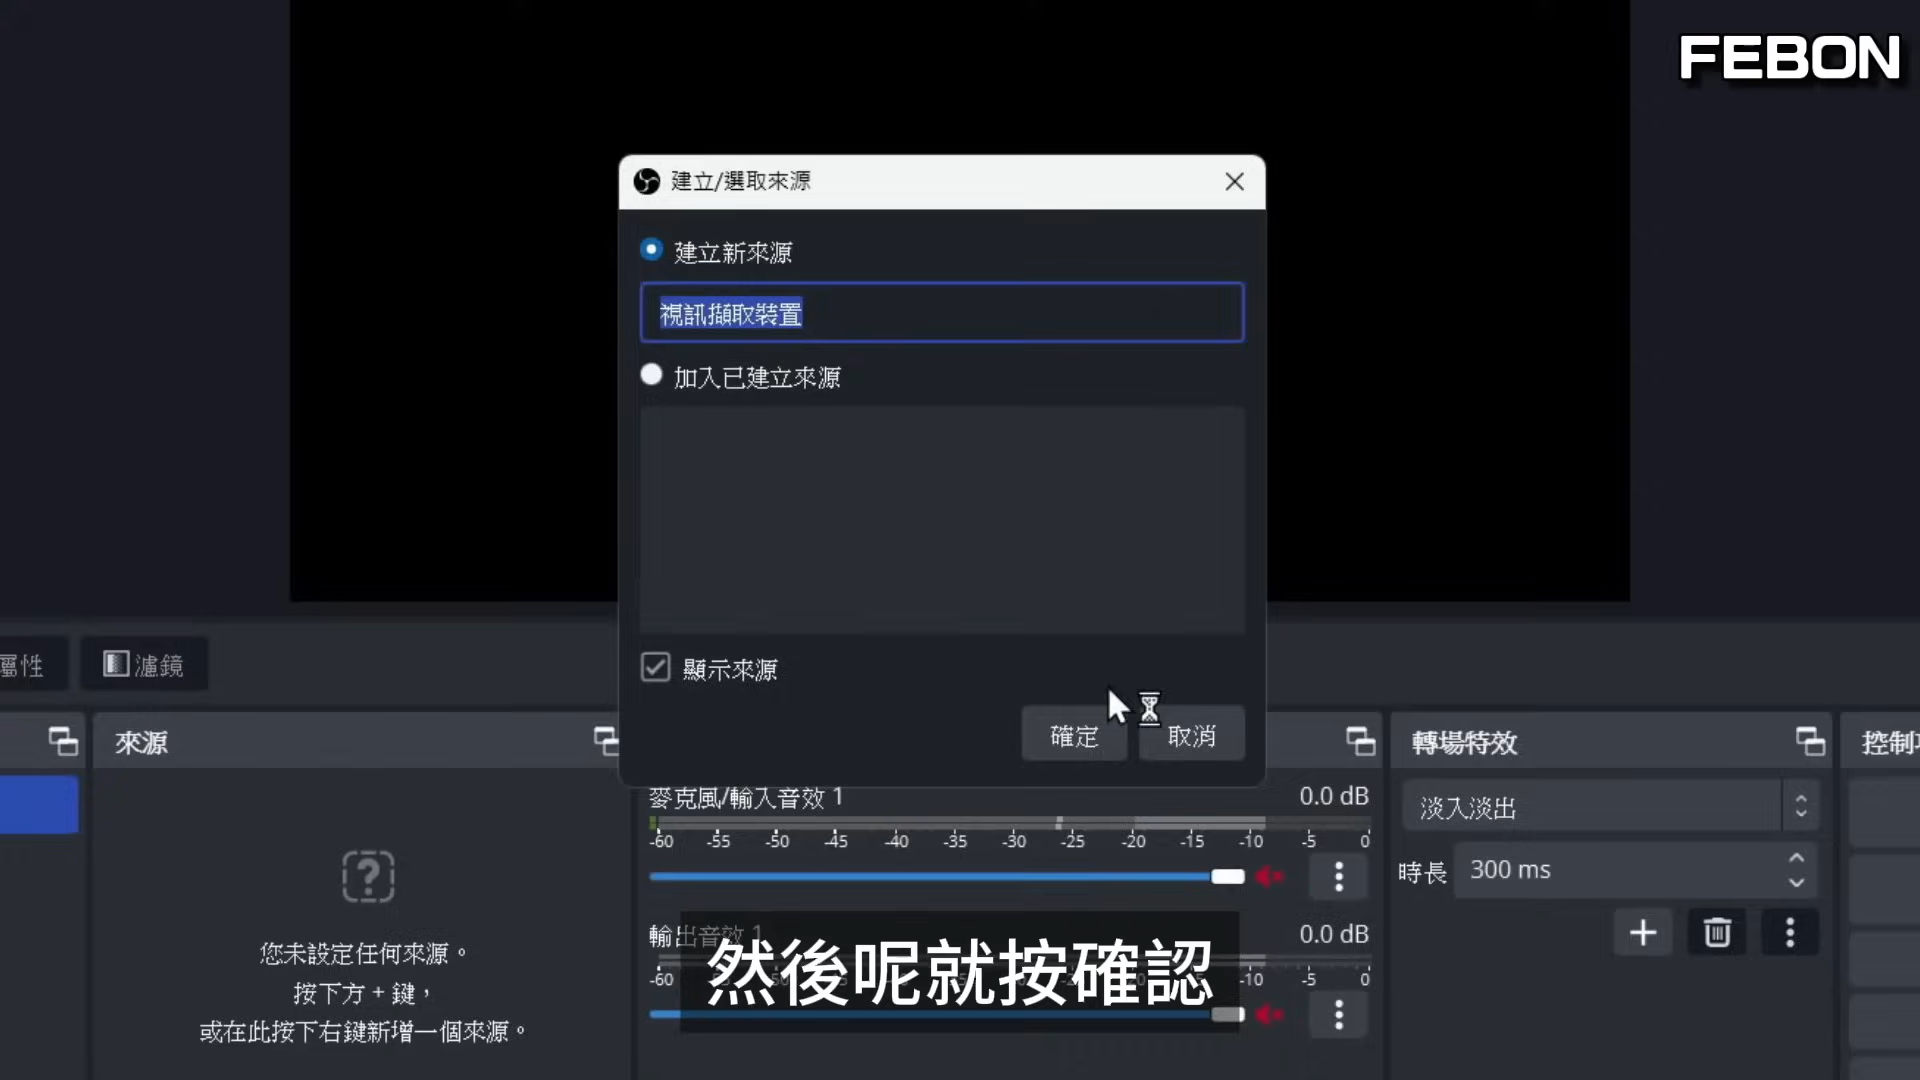 FEBON
建立/選取來源
建立新來源
視訊擷取裝置
加入已建立來源
顯示來源
確定
取消
屬性
濾鏡
來源
您未設定任何來源。
按下方 + 鍵，
或在此按下右鍵新增一個來源。
麥克風/輸入音效 1
0.0 dB
-60 -55 -50 -45 -40 -35 -30 -25 -20 -15 -10 -5 0
輸出音效 1
0.0 dB
-60 -10 -5 0
轉場特效
淡入淡出
時長
300 ms
控制
然後呢就按確認